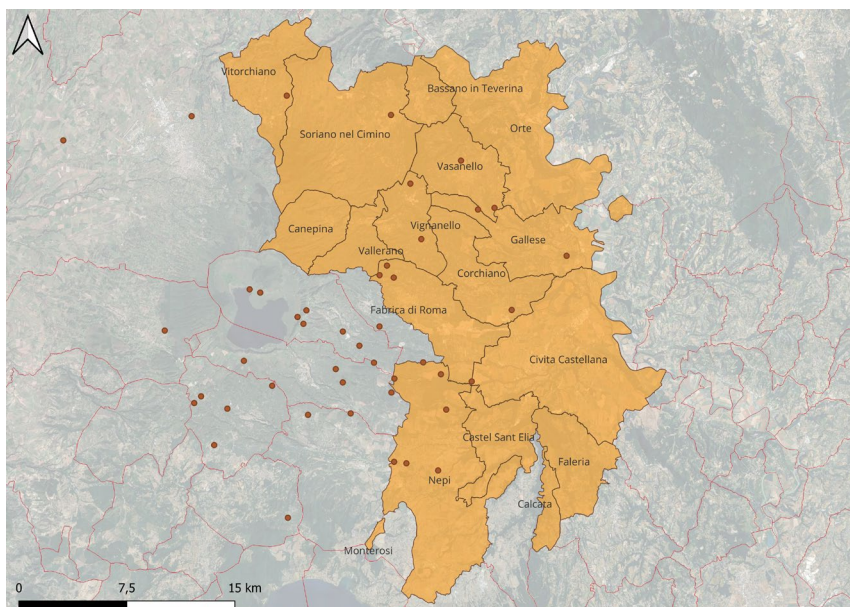 Vitorchiano
Bassano in Teverina
Soriano nel Cimino
Orte
Vasanello
Canepina
Vignanello
Gallese
Vallerano
Corchiano
Fabrica di Roma
Civita Castellana
Castel Sant Elia
Faleria
Nepi
Calcata
Monterosi
0 7,5 15 km